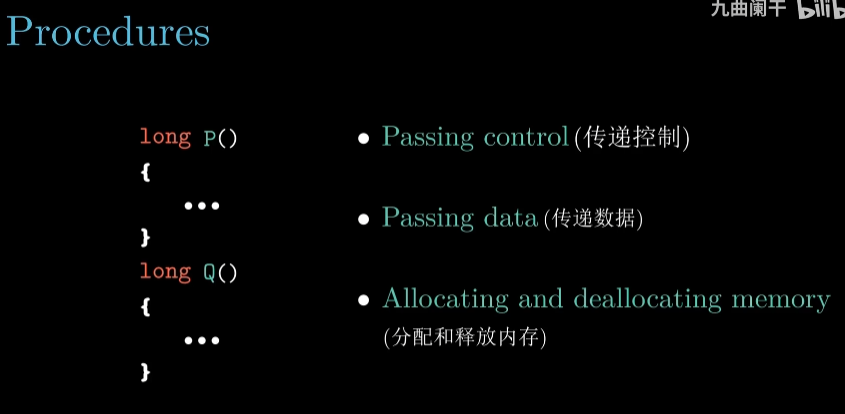 九曲阑干 bilib
Procedures
long P()
{
...
}
long Q()
{
...
}
• Passing control (传递控制)
• Passing data (传递数据)
• Allocating and deallocating memory
(分配和释放内存)